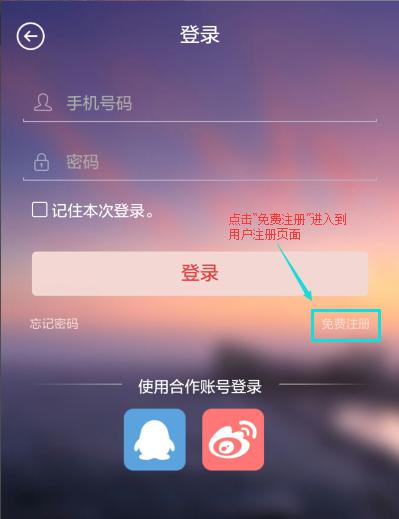 登录
手机号码
密码
记住本次登录。
点击“免费注册”进入到
用户注册页面
登录
忘记密码
免费注册
使用合作账号登录